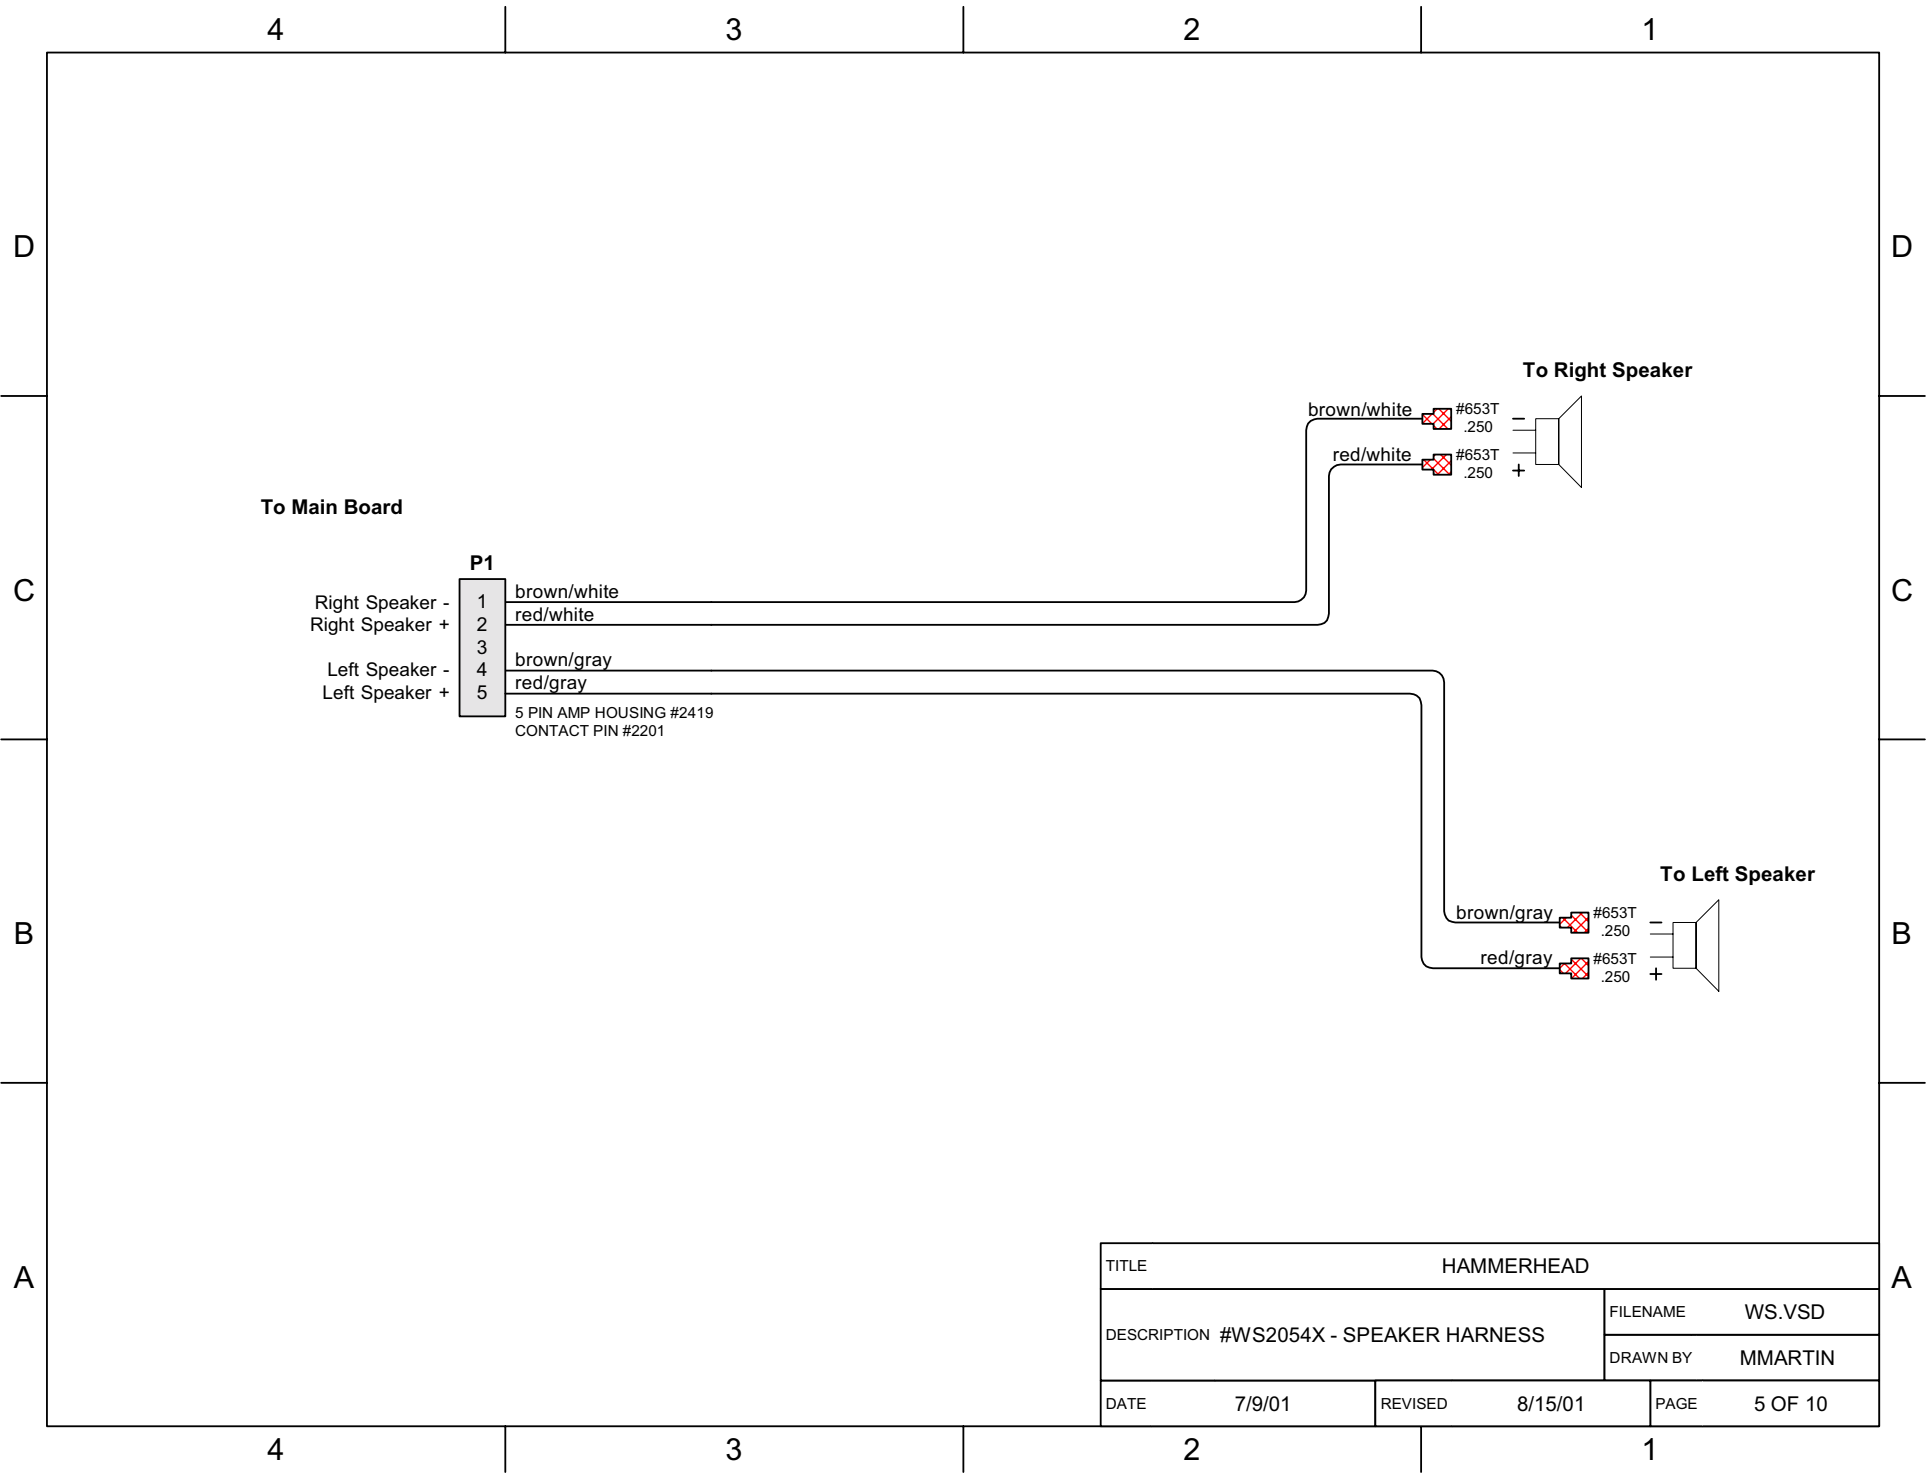 4 3 2 1
D D
To Right Speaker
brown/white #653T
.250 −
red/white #653T
.250 +
To Main Board
P1
C C
Right Speaker - 1 brown/white
Right Speaker + 2 red/white
3
Left Speaker - 4 brown/gray
Left Speaker + 5 red/gray
5 PIN AMP HOUSING #2419
CONTACT PIN #2201
To Left Speaker
B B
brown/gray #653T
.250 −
red/gray #653T
.250 +
A A
TITLE HAMMERHEAD
DESCRIPTION #WS2054X - SPEAKER HARNESS
FILENAME WS.VSD
DRAWN BY MMARTIN
DATE 7/9/01 REVISED 8/15/01 PAGE 5 OF 10
4 3 2 1